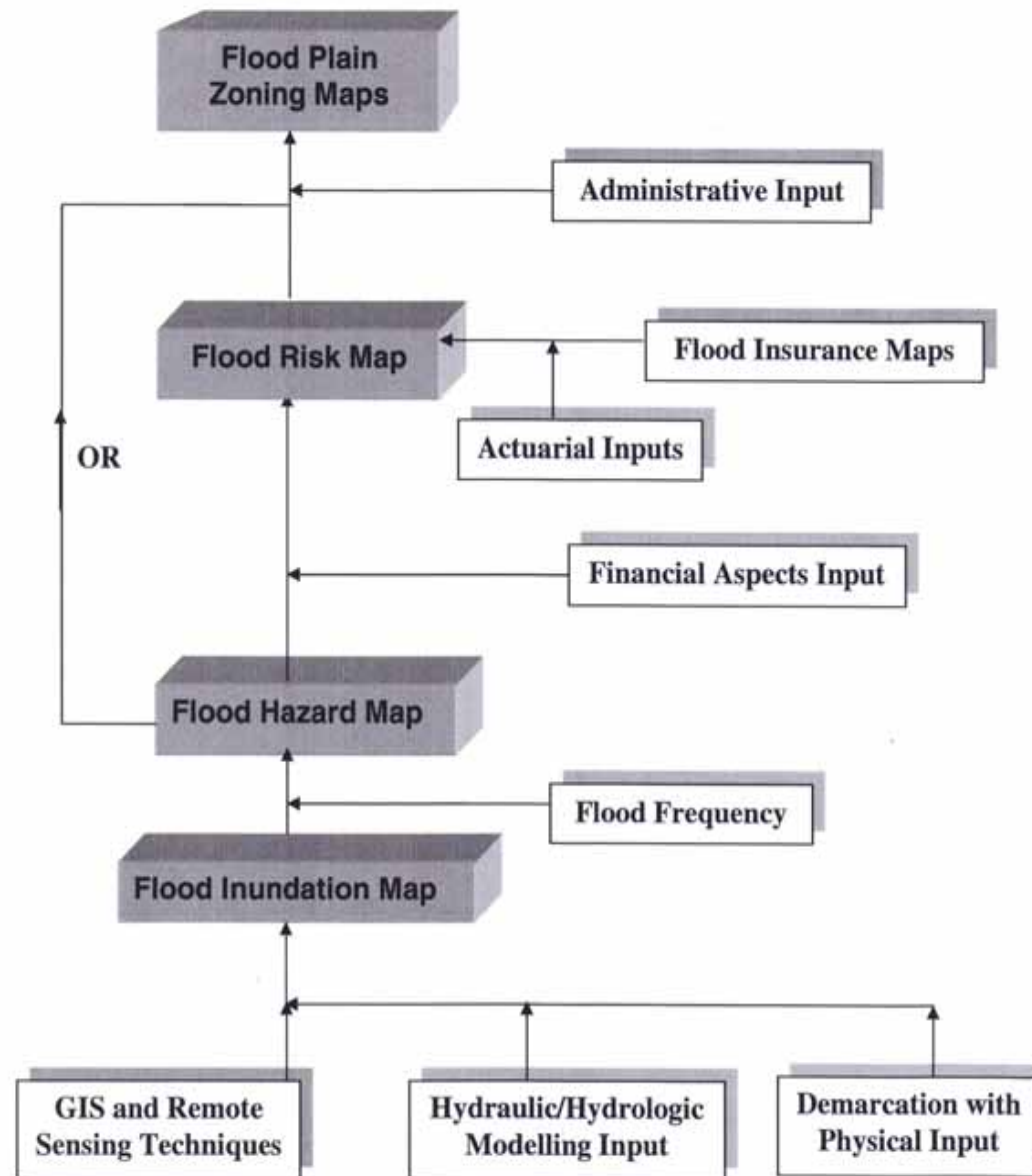 Flood Plain
Zoning Maps
Administrative Input
Flood Risk Map
Flood Insurance Maps
Actuarial Inputs
OR
Financial Aspects Input
Flood Hazard Map
Flood Frequency
Flood Inundation Map
GIS and Remote
Sensing Techniques
Hydraulic/Hydrologic
Modelling Input
Demarcation with
Physical Input